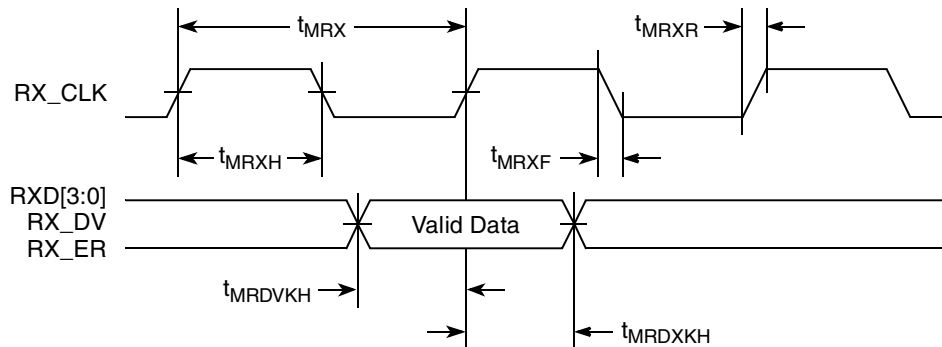 tMRX
tMRXR
RX_CLK
tMRXH
tMRXF
RXD[3:0]
RX_DV
RX_ER
Valid Data
tMRDVKH
tMRDXKH